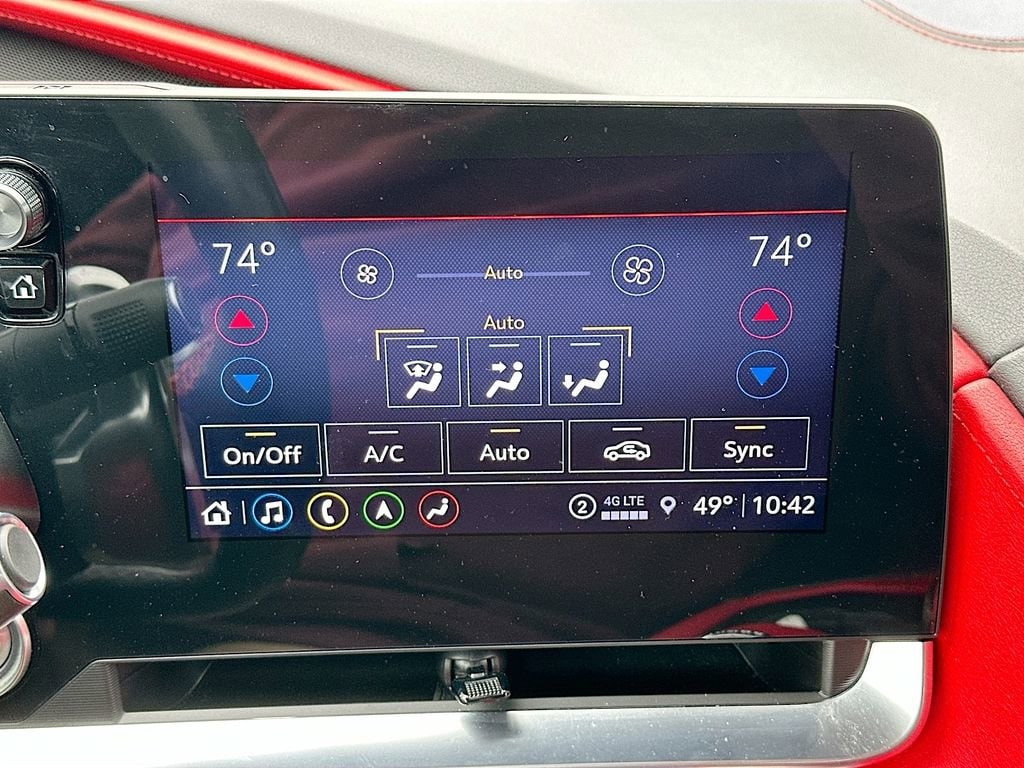 74° 74°
Auto
Auto
On/Off A/C Auto Sync
2 4G LTE 49° 10:42